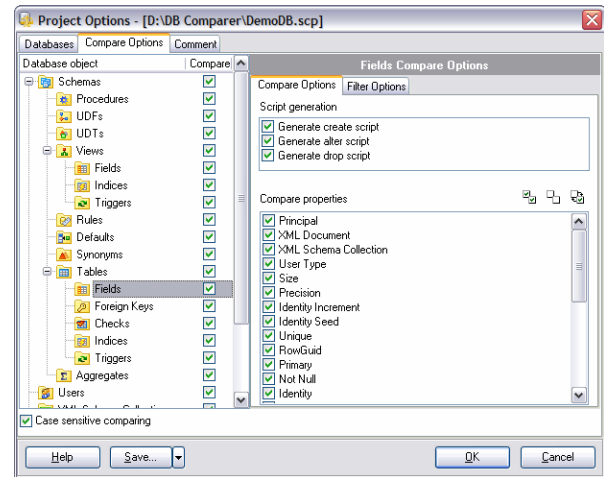 Project Options - [D:\DB Comparer\DemoDB.scp]
Databases Compare Options Comment
Database object Compare
Schemas
Procedures
UDFs
UDTs
Views
Fields
Indices
Triggers
Rules
Defaults
Synonyms
Tables
Fields
Foreign Keys
Checks
Indices
Triggers
Aggregates
Users
Fields Compare Options
Compare Options Filter Options
Script generation
Generate create script
Generate alter script
Generate drop script
Compare properties
Principal
XML Document
XML Schema Collection
User Type
Size
Precision
Identity Increment
Identity Seed
Unique
RowGuid
Primary
Not Null
Identity
Case sensitive comparing
Help Save... OK Cancel